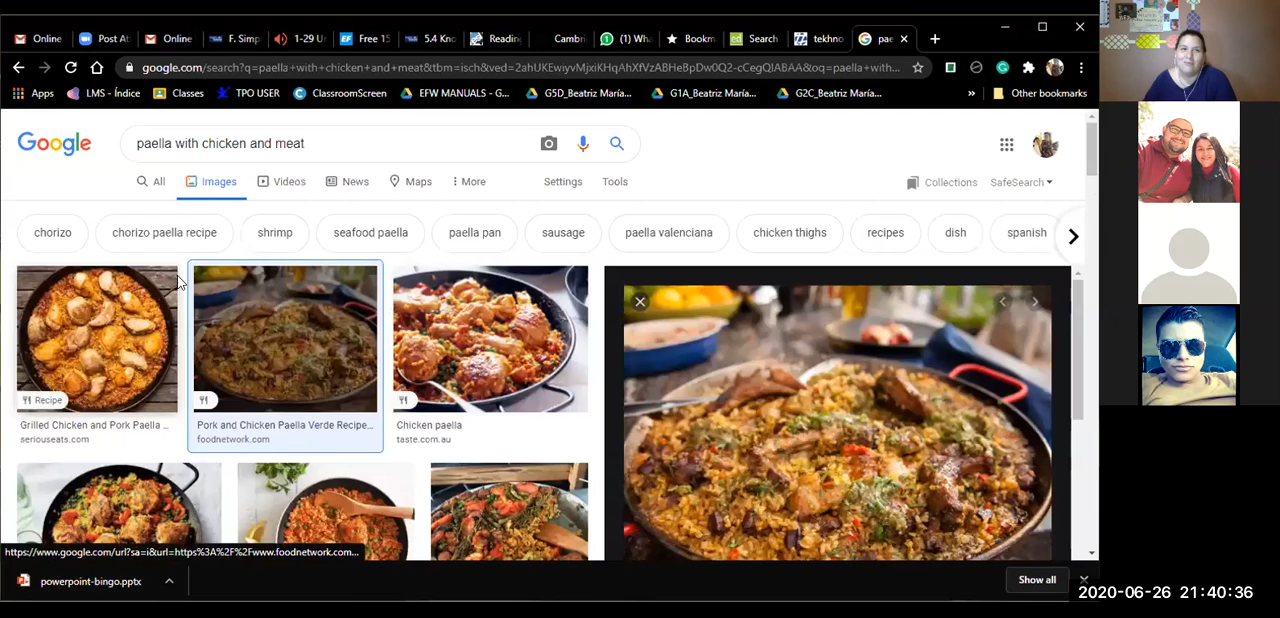 Online Post At Online F. Simp 1-29 U Free 15 5.4 Kno Reading Cambri (1) Wha Bookm Search tekhno pae
google.com/search?q=paella+with+chicken+and+meat&tbm=isch&ved=2ahUKEwiyvMjxiKHqAhXfVzABHeBpDw0Q2-cCegQIABAA&oq=paella+with...
Apps LMS - Índice Classes TPO USER ClassroomScreen EFW MANUALS - G... G5D_Beatriz María... G1A_Beatriz María... G2C_Beatriz María... » Other bookmarks
Google paella with chicken and meat
All Images Videos News Maps More Settings Tools Collections SafeSearch
chorizo chorizo paella recipe shrimp seafood paella paella pan sausage paella valenciana chicken thighs recipes dish spanish
Recipe
Grilled Chicken and Pork Paella ... Pork and Chicken Paella Verde Recipe... Chicken paella
seriouseats.com foodnetwork.com taste.com.au
https://www.google.com/url?sa=i&url=https%3A%2F%2Fwww.foodnetwork.com...
powerpoint-bingo.pptx Show all
2020-06-26 21:40:36